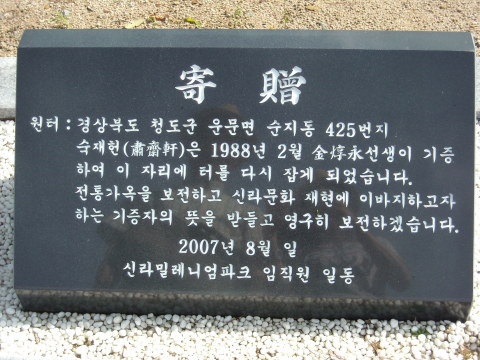 寄贈
원터 : 경상북도 청도군 운문면 순지동 425번지
수재헌(肅齋軒)은 1988년 2월 金焞永선생이 기증
하여 이 자리에 터를 다시 잡게 되었습니다.
전통가옥을 보전하고 신라문화 재현에 이바지하고자
하는 기증자의 뜻을 받들고 영구히 보전하겠습니다.
2007년 8월 일
신라밀레니엄파크 임직원 일동